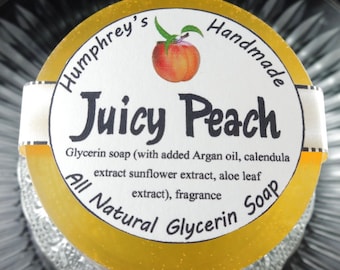 Humphrey's Handmade
Juicy Peach
Glycerin soap (with added Argan oil, calendula
extract sunflower extract, aloe leaf
extract), fragrance
All Natural Glycerin Soap